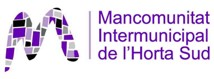 Mancomunitat
Intermunicipal
de l'Horta Sud